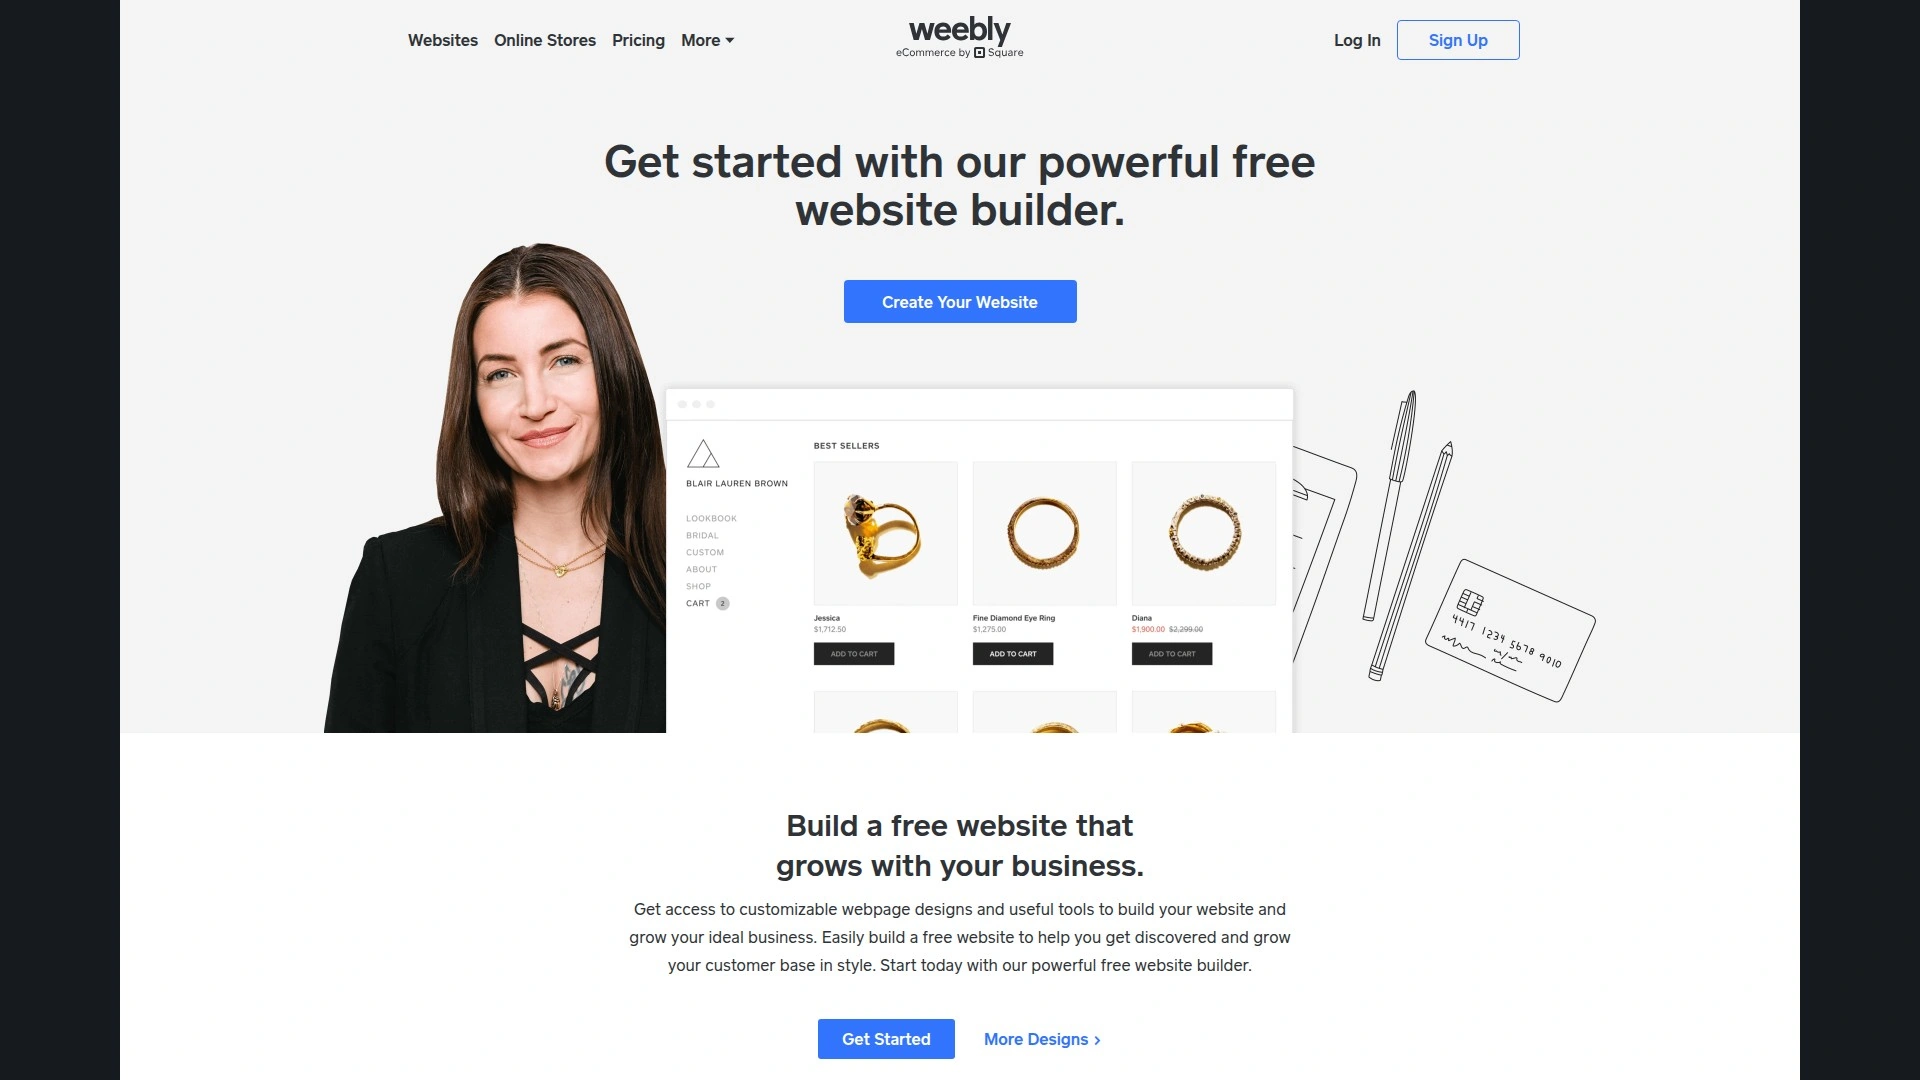 Websites Online Stores Pricing More
weebly
eCommerce by Square
Log In Sign Up
Get started with our powerful free
website builder.
Create Your Website
BLAIR LAUREN BROWN
LOOKBOOK
BRIDAL
CUSTOM
ABOUT
SHOP
CART 2
BEST SELLERS
Jessica
$1,712.50
ADD TO CART
Fine Diamond Eye Ring
$1,275.00
ADD TO CART
Diana
$1,900.00 $2,299.00
ADD TO CART
4417 1234 5678 9010
Build a free website that
grows with your business.
Get access to customizable webpage designs and useful tools to build your website and
grow your ideal business. Easily build a free website to help you get discovered and grow
your customer base in style. Start today with our powerful free website builder.
Get Started More Designs ›